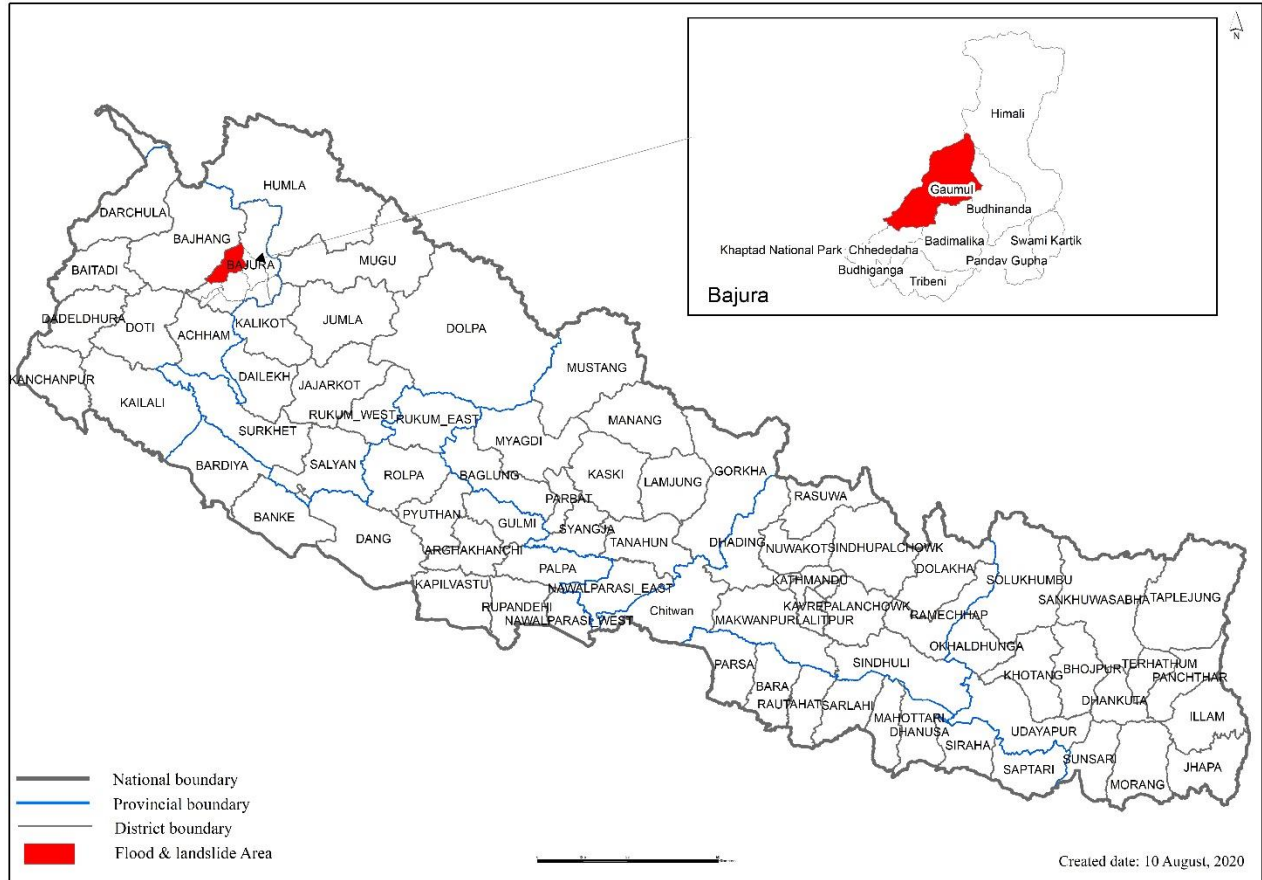 N
Himali
Gaumul
Budhinanda
Khaptad National Park
Chhededaha
Badimalika
Swami Kartik
Pandav Gupha
Budhiganga
Tribeni
Bajura
HUMLA
DARCHULA
BAJHANG
BAJURA
MUGU
BAITADI
DADELDHURA
DOTI
ACHHAM
KALIKOT
JUMLA
DOLPA
KANCHANPUR
KAILALI
DAILEKH
JAJARKOT
MUSTANG
RUKUM_WEST
RUKUM_EAST
MANANG
SURKHET
MYAGDI
BARDIYA
SALYAN
ROLPA
BAGLUNG
KASKI
LAMJUNG
GORKHA
BANKE
PYUTHAN
PARBAT
RASUWA
DANG
GULMI
SYANGJA
TANAHUN
DHADING
NUWAKOT
SINDHUPALCHOWK
ARGHAKHANCHI
DOLAKHA
SOLUKHUMBU
PALPA
KATHMANDU
SANKHUWASABHA
TAPLEJUNG
KAPILVASTU
NAWALPARASI_EAST
RUPANDEHI
NAWALPARASI_WEST
Chitwan
MAKWANPUR
LALITPUR
KAVREPALANCHOWK
RAMECHHAP
OKHALDHUNGA
PARSA
SINDHULI
KHOTANG
BHOJPUR
TERHATHUM
PANCHTHAR
BARA
RAUTAHAT
SARLAHI
DHANKUTA
MAHOTTARI
DHANUSA
SIRAHA
UDAYAPUR
ILLAM
SAPTARI
SUNSARI
MORANG
JHAPA
National boundary
Provincial boundary
District boundary
Flood & landslide Area
Created date: 10 August, 2020